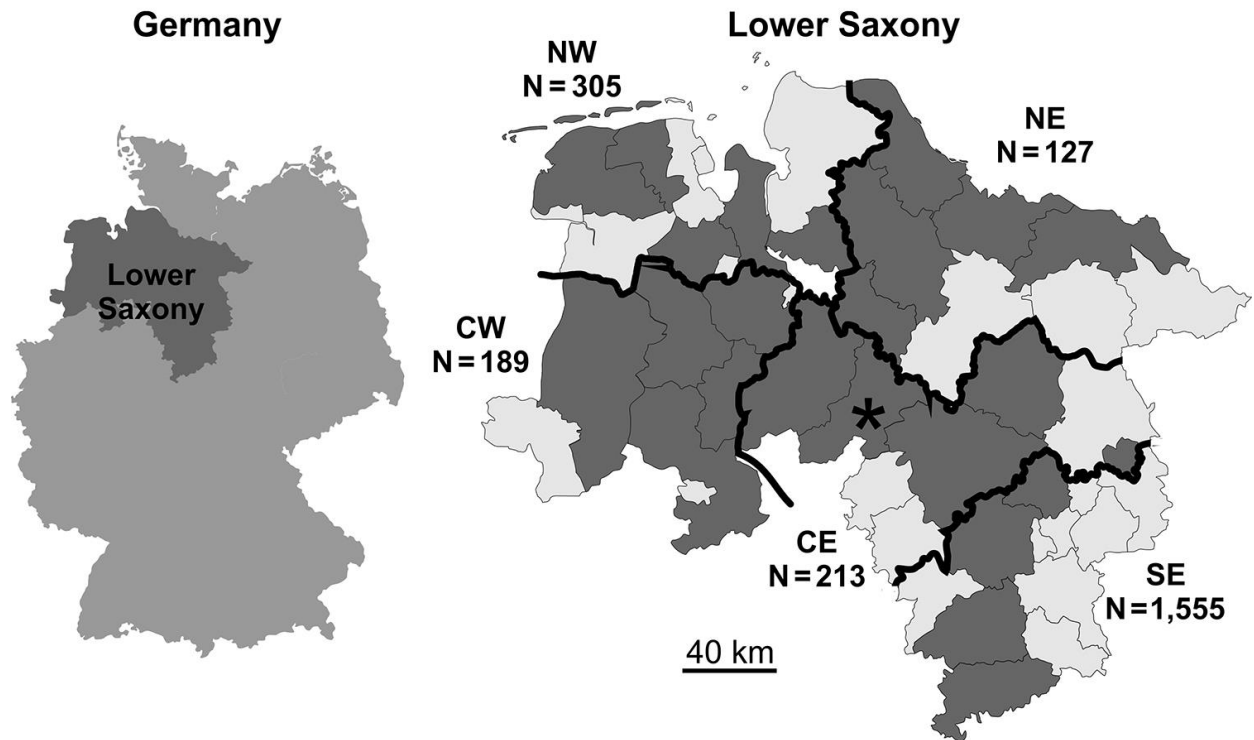 Germany
Lower
Saxony
Lower Saxony
NW
N = 305
NE
N = 127
CW
N = 189
*
CE
N = 213
SE
N = 1,555
40 km